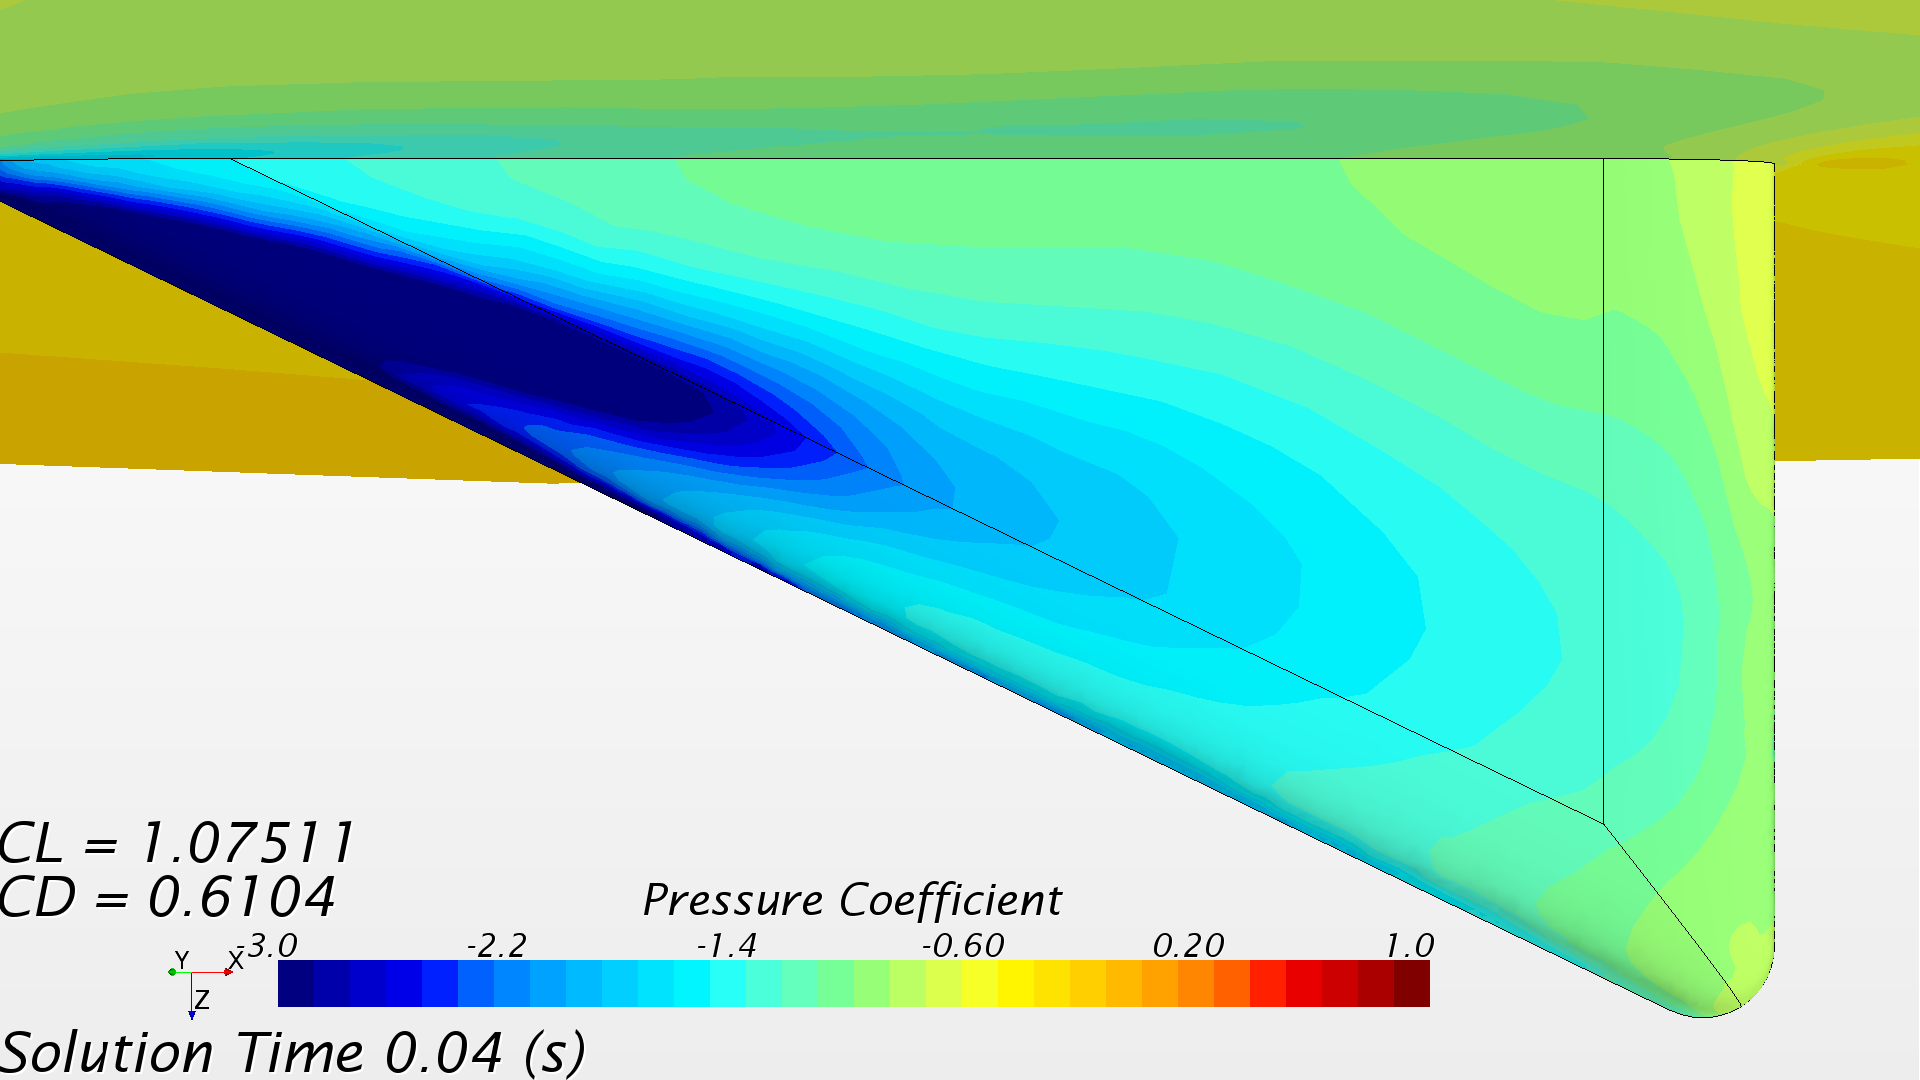 CL = 1.07511
CD = 0.6104
Pressure Coefficient
-3.0 -2.2 -1.4 -0.60 0.20 1.0
Y X
Z
Solution Time 0.04 (s)